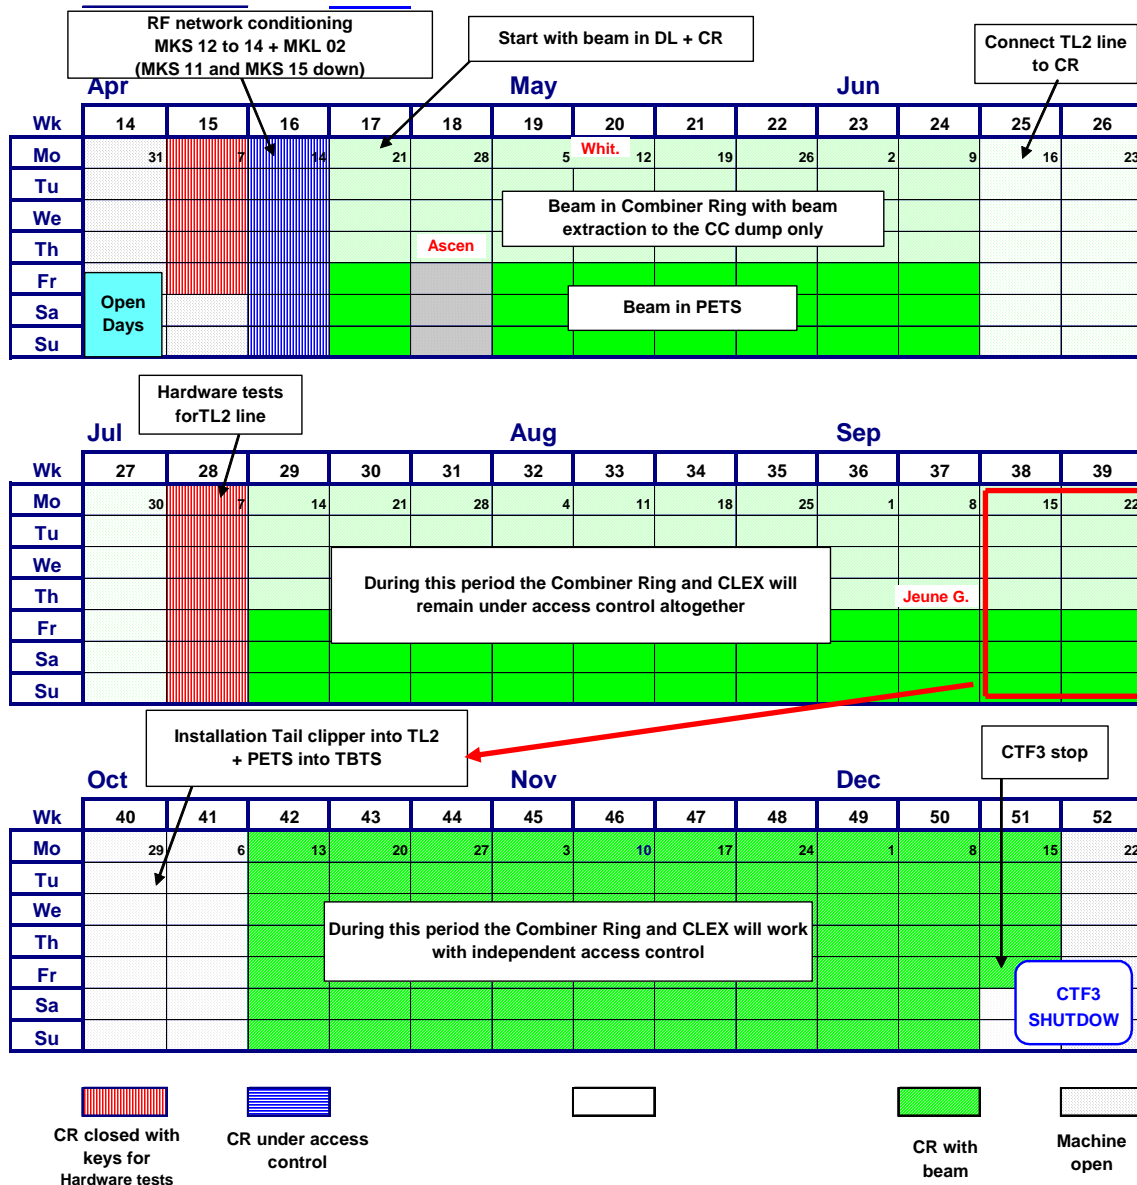 RF network conditioning
MKS 12 to 14 + MKL 02
(MKS 11 and MKS 15 down)
Start with beam in DL + CR
Connect TL2 line
to CR
Apr May Jun
Wk 14 15 16 17 18 19 20 21 22 23 24 25 26
Mo 31 7 14 21 28 5 Whit. 12 19 26 2 9 16 23
Tu
We
Beam in Combiner Ring with beam
extraction to the CC dump only
Th Ascen
Fr
Sa
Su
Open
Days
Beam in PETS
Hardware tests
forTL2 line
Jul Aug Sep
Wk 27 28 29 30 31 32 33 34 35 36 37 38 39
Mo 30 7 14 21 28 4 11 18 25 1 8 15 22
Tu
We
During this period the Combiner Ring and CLEX will
remain under access control altogether
Th Jeune G.
Fr
Sa
Su
Installation Tail clipper into TL2
+ PETS into TBTS
CTF3 stop
Oct Nov Dec
Wk 40 41 42 43 44 45 46 47 48 49 50 51 52
Mo 29 6 13 20 27 3 10 17 24 1 8 15 22
Tu
We
During this period the Combiner Ring and CLEX will work
with independent access control
Th
Fr
Sa
Su
CTF3
SHUTDOW
CR closed with
keys for
Hardware tests
CR under access
control
CR with
beam
Machine
open